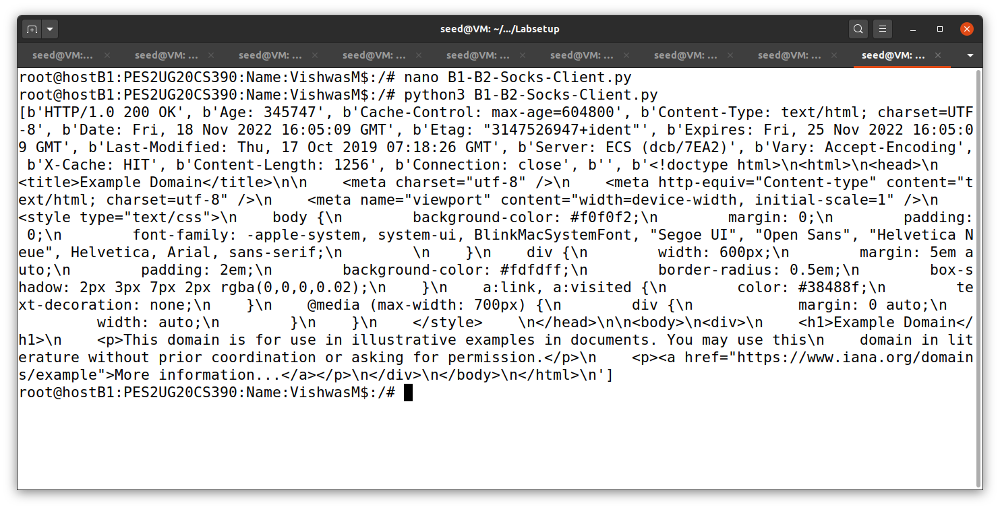 seed@VM: ~/.../Labsetup
seed@VM:... seed@VM: ... seed@VM: ... seed@VM: ... seed@VM: ... seed@VM: ... seed@VM: ... seed@VM: ... seed@VM: ...
root@hostB1:PES2UG20CS390:Name:VishwasM$:/# nano B1-B2-Socks-Client.py
root@hostB1:PES2UG20CS390:Name:VishwasM$:/# python3 B1-B2-Socks-Client.py
[b'HTTP/1.0 200 OK', b'Age: 345747', b'Cache-Control: max-age=604800', b'Content-Type: text/html; charset=UTF
-8', b'Date: Fri, 18 Nov 2022 16:05:09 GMT', b'Etag: "3147526947+ident"', b'Expires: Fri, 25 Nov 2022 16:05:0
9 GMT', b'Last-Modified: Thu, 17 Oct 2019 07:18:26 GMT', b'Server: ECS (dcb/7EA2)', b'Vary: Accept-Encoding',
 b'X-Cache: HIT', b'Content-Length: 1256', b'Connection: close', b'', b'<!doctype html>\n<html>\n<head>\n
<title>Example Domain</title>\n\n    <meta charset="utf-8" />\n    <meta http-equiv="Content-type" content="t
ext/html; charset=utf-8" />\n    <meta name="viewport" content="width=device-width, initial-scale=1" />\n
<style type="text/css">\n    body {\n        background-color: #f0f0f2;\n        margin: 0;\n        padding:
 0;\n        font-family: -apple-system, system-ui, BlinkMacSystemFont, "Segoe UI", "Open Sans", "Helvetica N
eue", Helvetica, Arial, sans-serif;\n        \n    }\n    div {\n        width: 600px;\n        margin: 5em a
uto;\n        padding: 2em;\n        background-color: #fdfdff;\n        border-radius: 0.5em;\n        box-s
hadow: 2px 3px 7px 2px rgba(0,0,0,0.02);\n    }\n    a:link, a:visited {\n        color: #38488f;\n        te
xt-decoration: none;\n    }\n    @media (max-width: 700px) {\n        div {\n            margin: 0 auto;\n
         width: auto;\n        }\n    }\n    </style>    \n</head>\n\n<body>\n<div>\n    <h1>Example Domain</
h1>\n    <p>This domain is for use in illustrative examples in documents. You may use this\n    domain in lit
erature without prior coordination or asking for permission.</p>\n    <p><a href="https://www.iana.org/domain
s/example">More information...</a></p>\n</div>\n</body>\n</html>\n']
root@hostB1:PES2UG20CS390:Name:VishwasM$:/#